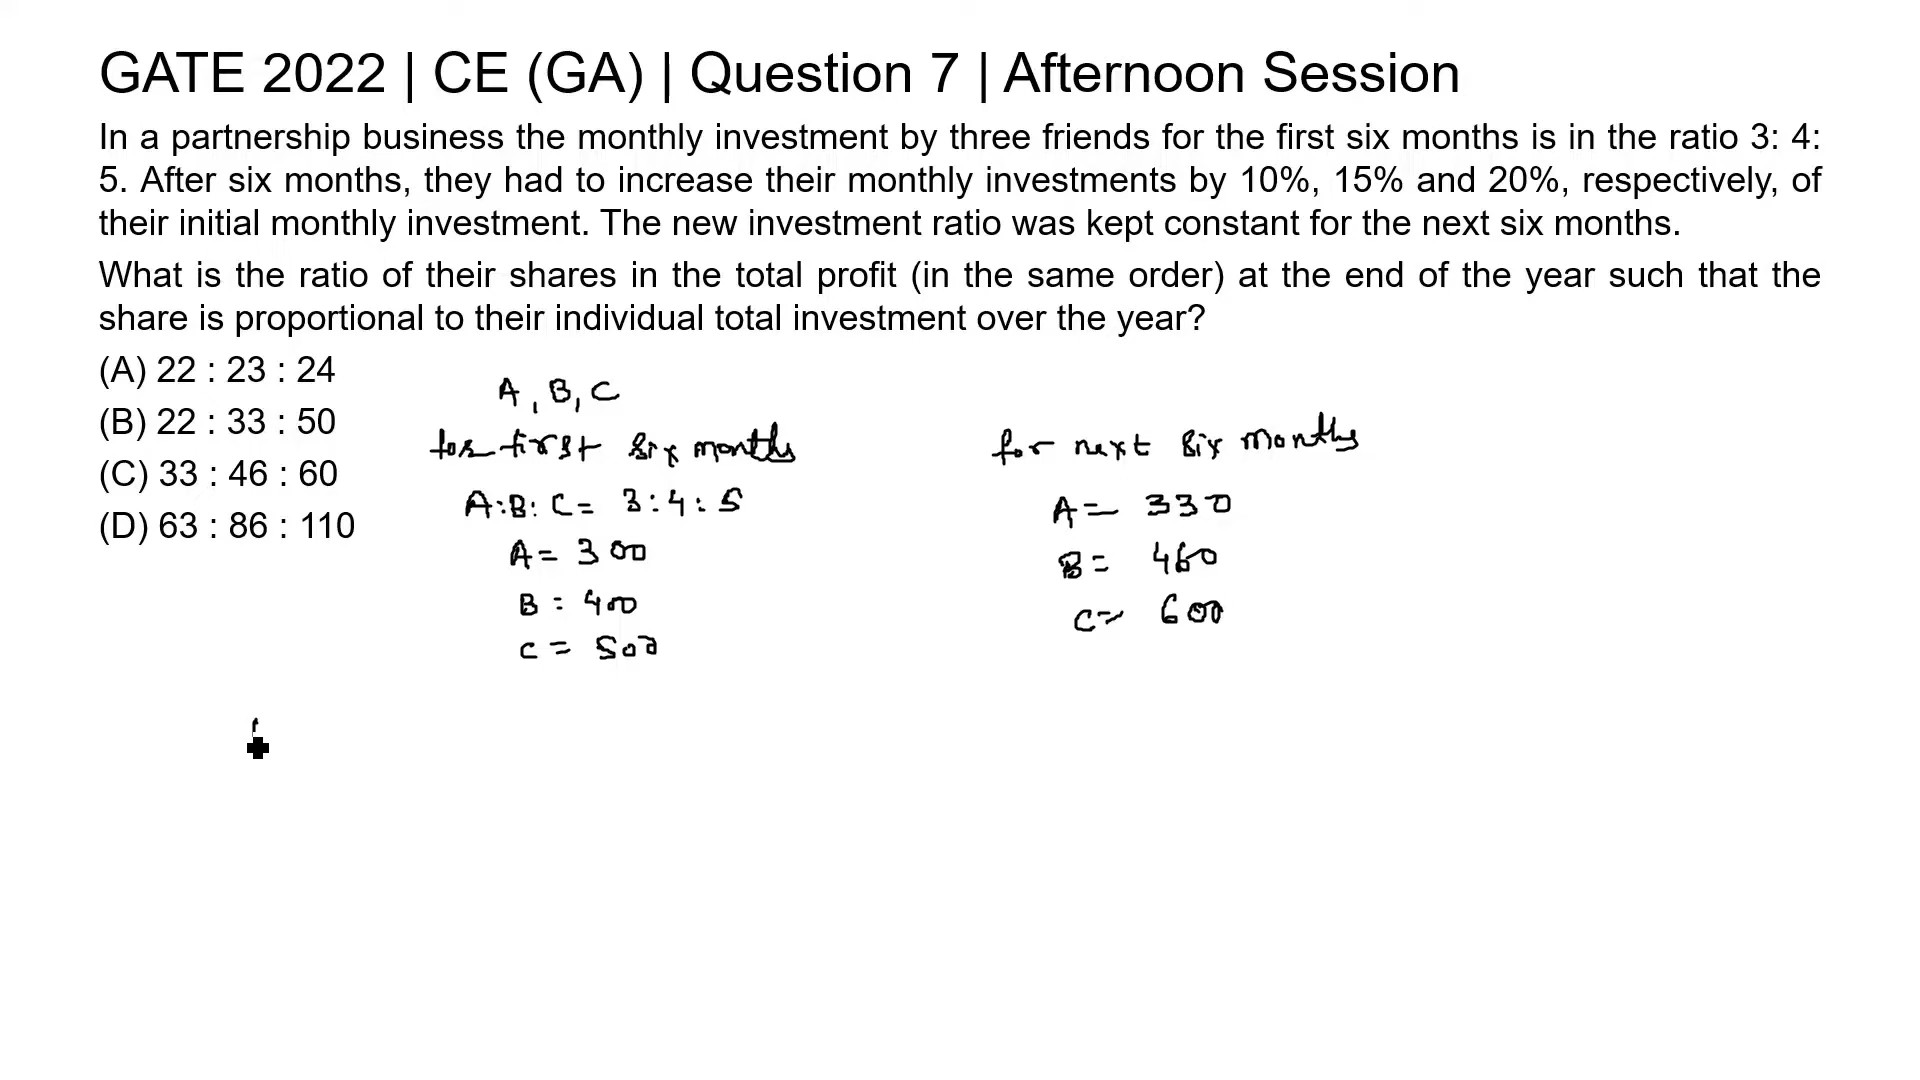 GATE 2022 | CE (GA) | Question 7 | Afternoon Session
In a partnership business the monthly investment by three friends for the first six months is in the ratio 3: 4:
5. After six months, they had to increase their monthly investments by 10%, 15% and 20%, respectively, of
their initial monthly investment. The new investment ratio was kept constant for the next six months.
What is the ratio of their shares in the total profit (in the same order) at the end of the year such that the
share is proportional to their individual total investment over the year?
(A) 22 : 23 : 24
(B) 22 : 33 : 50
(C) 33 : 46 : 60
(D) 63 : 86 : 110
A, B, C
for first six months
A:B:C = 3:4:5
A = 300
B = 400
C = 500
for next six months
A = 330
B = 460
C = 600